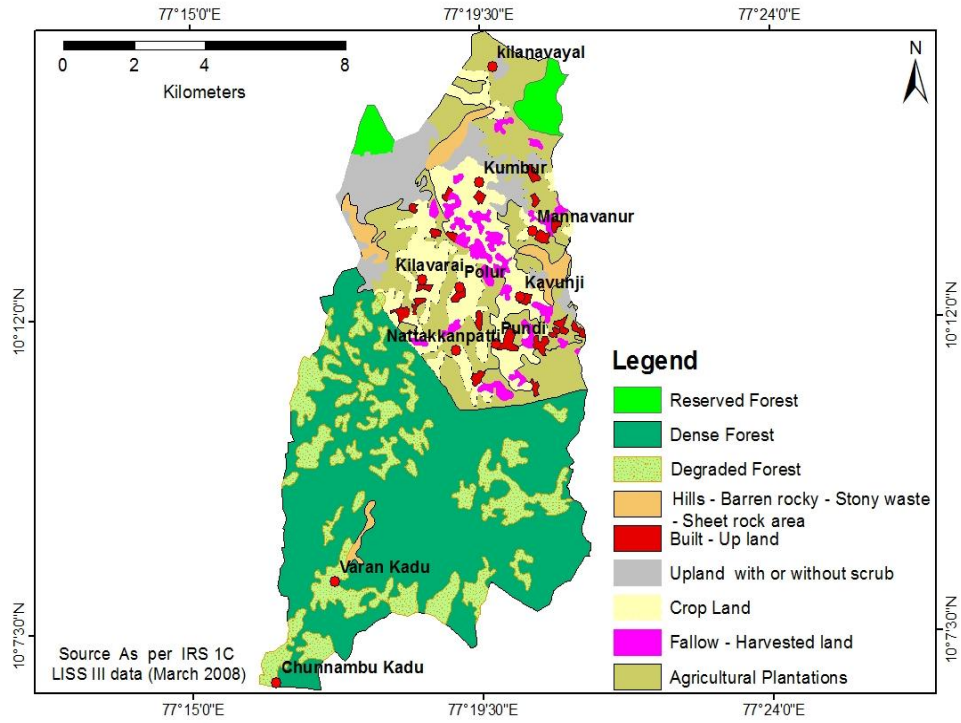 77°15'0"E 77°19'30"E 77°24'0"E
0 2 4 8
Kilometers
N
kilanavayal
Kumbur
Mannavanur
Kilavarai
Polur
Kavunji
Nattakkanpatti
Pundi
Varan Kadu
Chunnambu Kadu
10°12'0"N
10°12'0"N
10°7'30"N
10°7'30"N
Legend
Reserved Forest
Dense Forest
Degraded Forest
Hills - Barren rocky - Stony waste
- Sheet rock area
Built - Up land
Upland with or without scrub
Crop Land
Fallow - Harvested land
Agricultural Plantations
Source As per IRS 1C
LISS III data (March 2008)
77°15'0"E 77°19'30"E 77°24'0"E